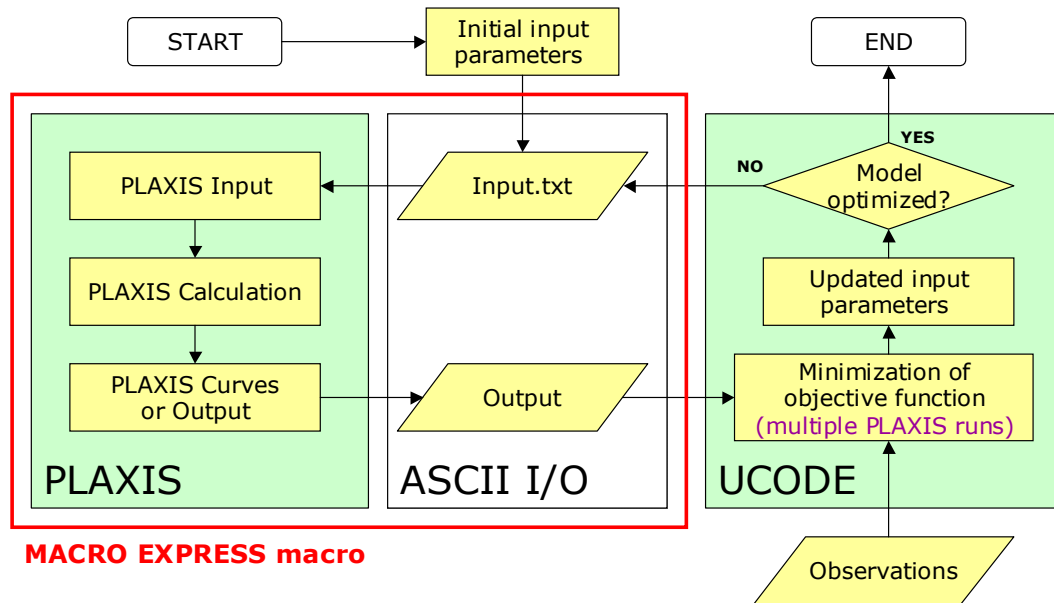 START
Initial input
parameters
END
YES
NO
PLAXIS Input
Input.txt
Model
optimized?
PLAXIS Calculation
Updated input
parameters
PLAXIS Curves
or Output
Output
Minimization of
objective function
(multiple PLAXIS runs)
PLAXIS
ASCII I/O
UCODE
MACRO EXPRESS macro
Observations